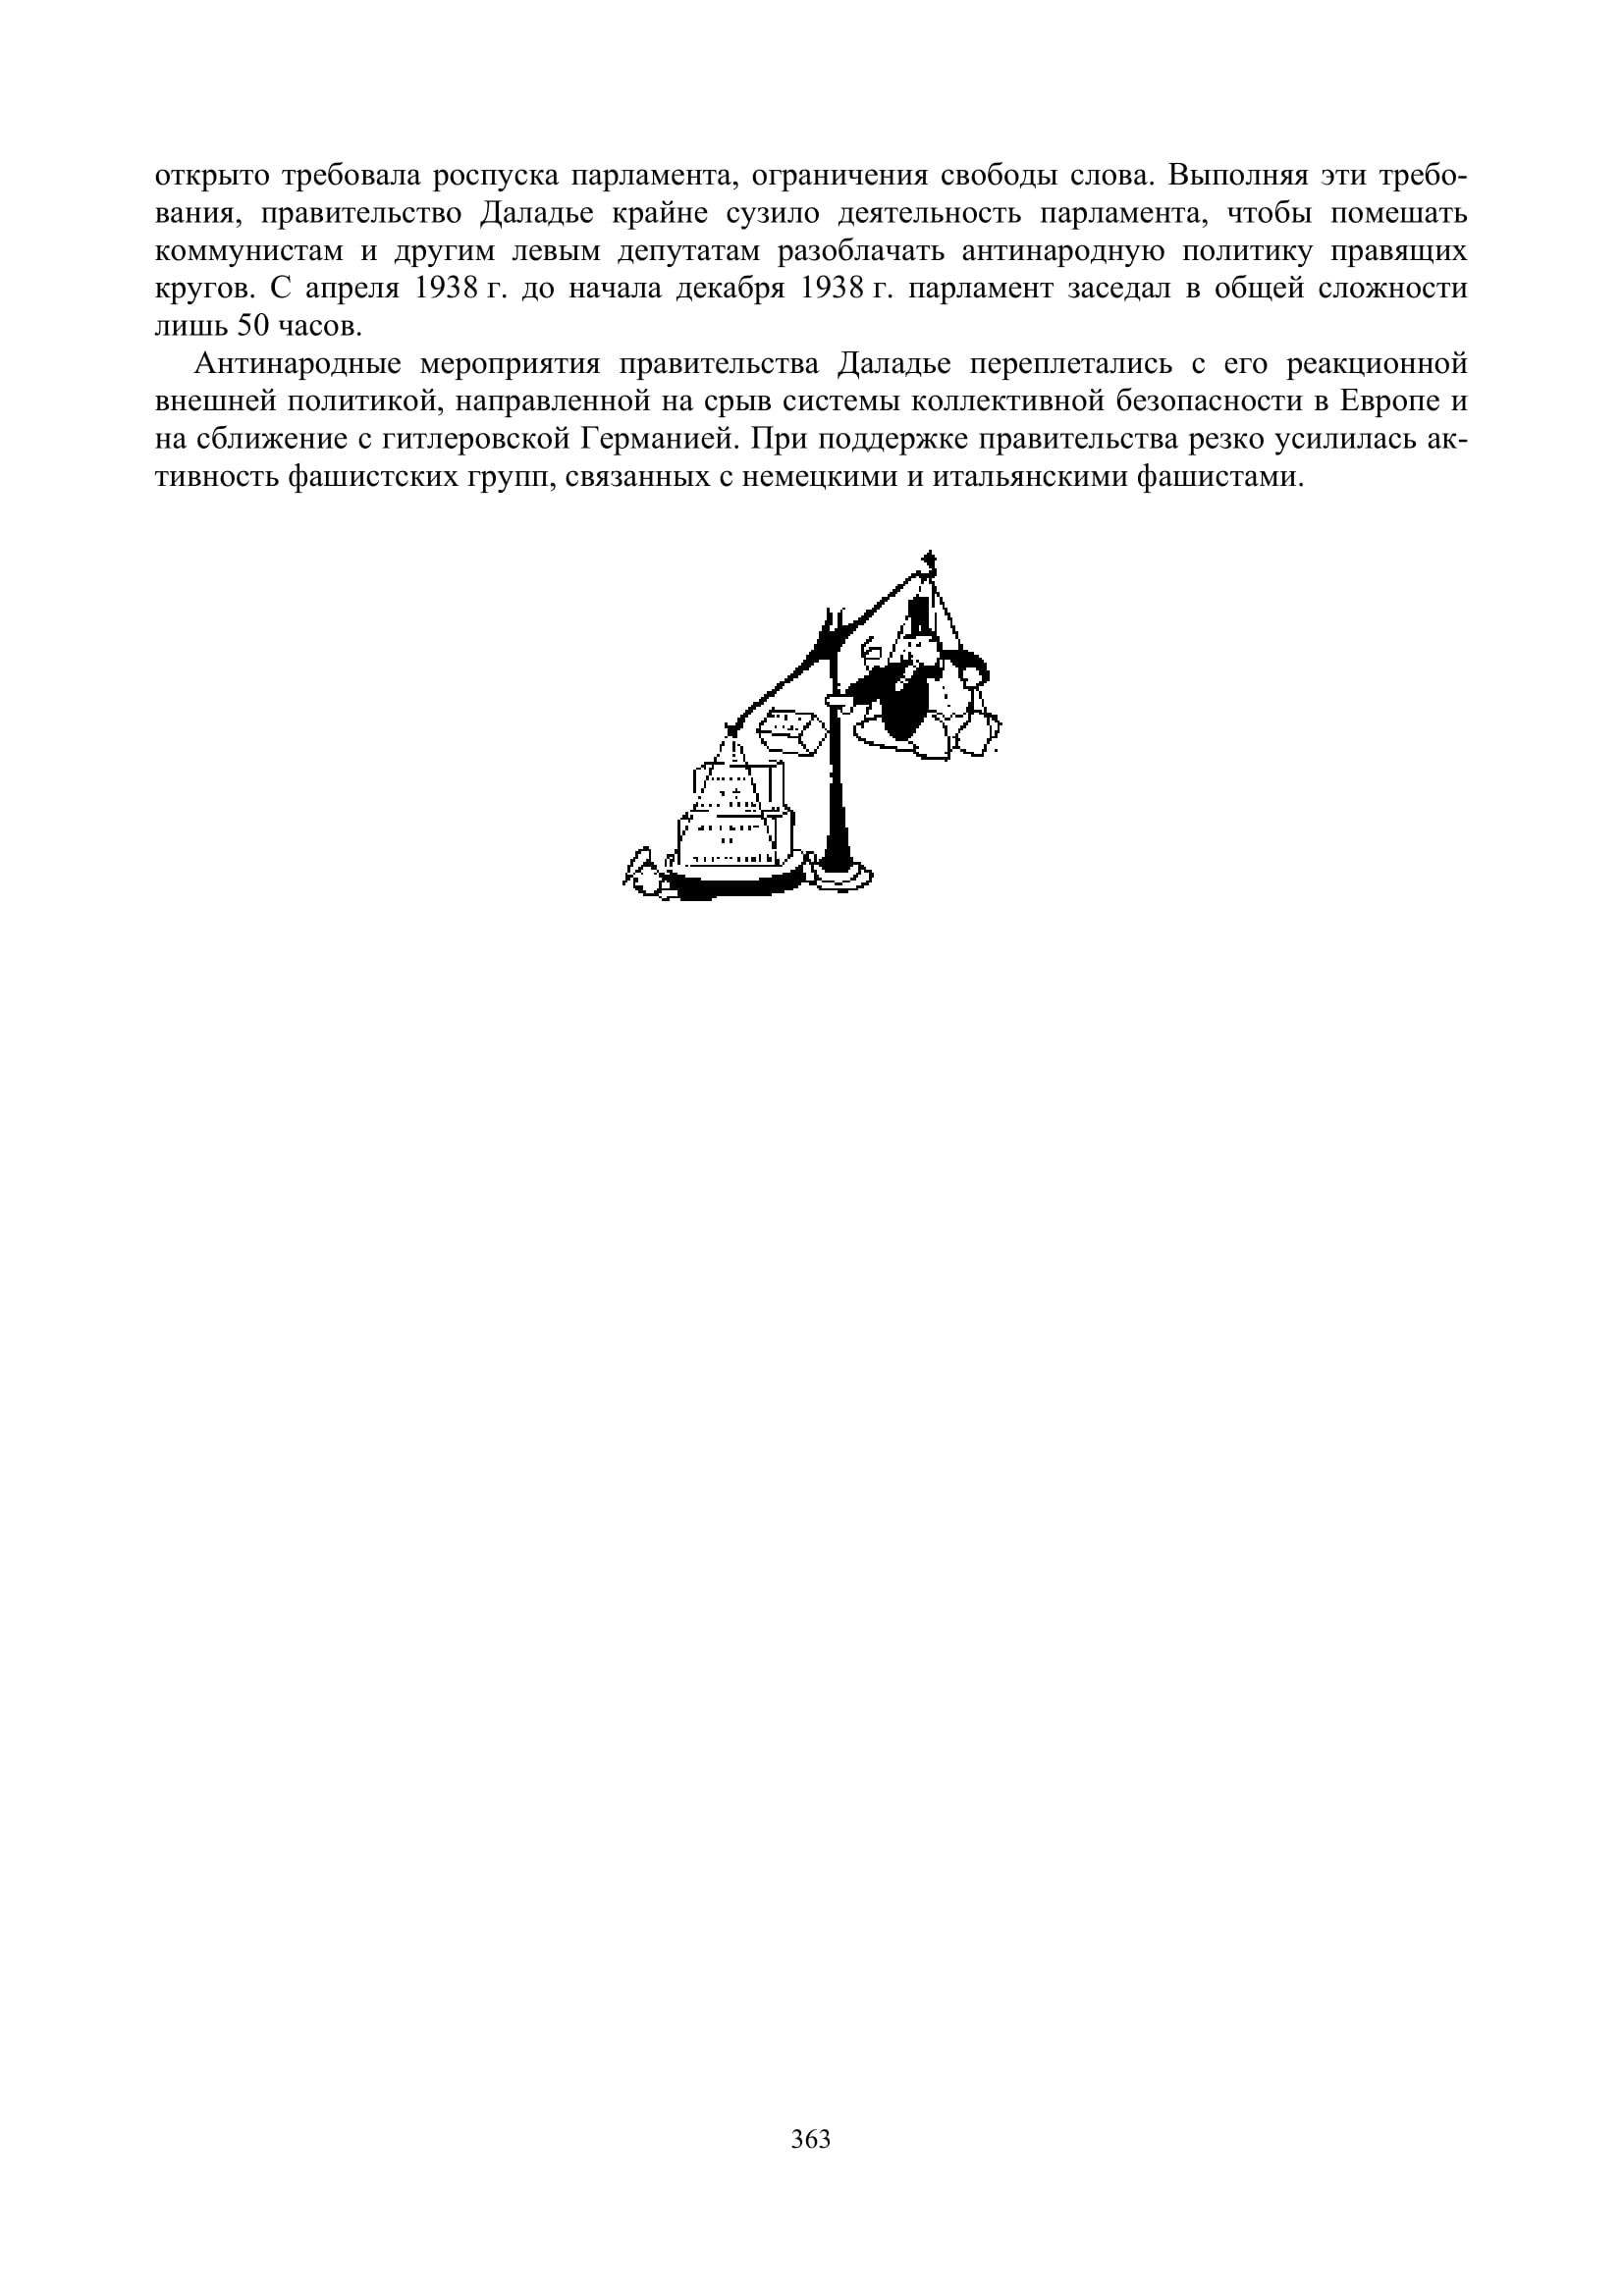 открыто требовала роспуска парламента, ограничения свободы слова. Выполняя эти требо-
вания, правительство Даладье крайне сузило деятельность парламента, чтобы помешать
коммунистам и другим левым депутатам разоблачать антинародную политику правящих
кругов. С апреля 1938 г. до начала декабря 1938 г. парламент заседал в общей сложности
лишь 50 часов.
Антинародные мероприятия правительства Даладье переплетались с его реакционной
внешней политикой, направленной на срыв системы коллективной безопасности в Европе и
на сближение с гитлеровской Германией. При поддержке правительства резко усилилась ак-
тивность фашистских групп, связанных с немецкими и итальянскими фашистами.
363